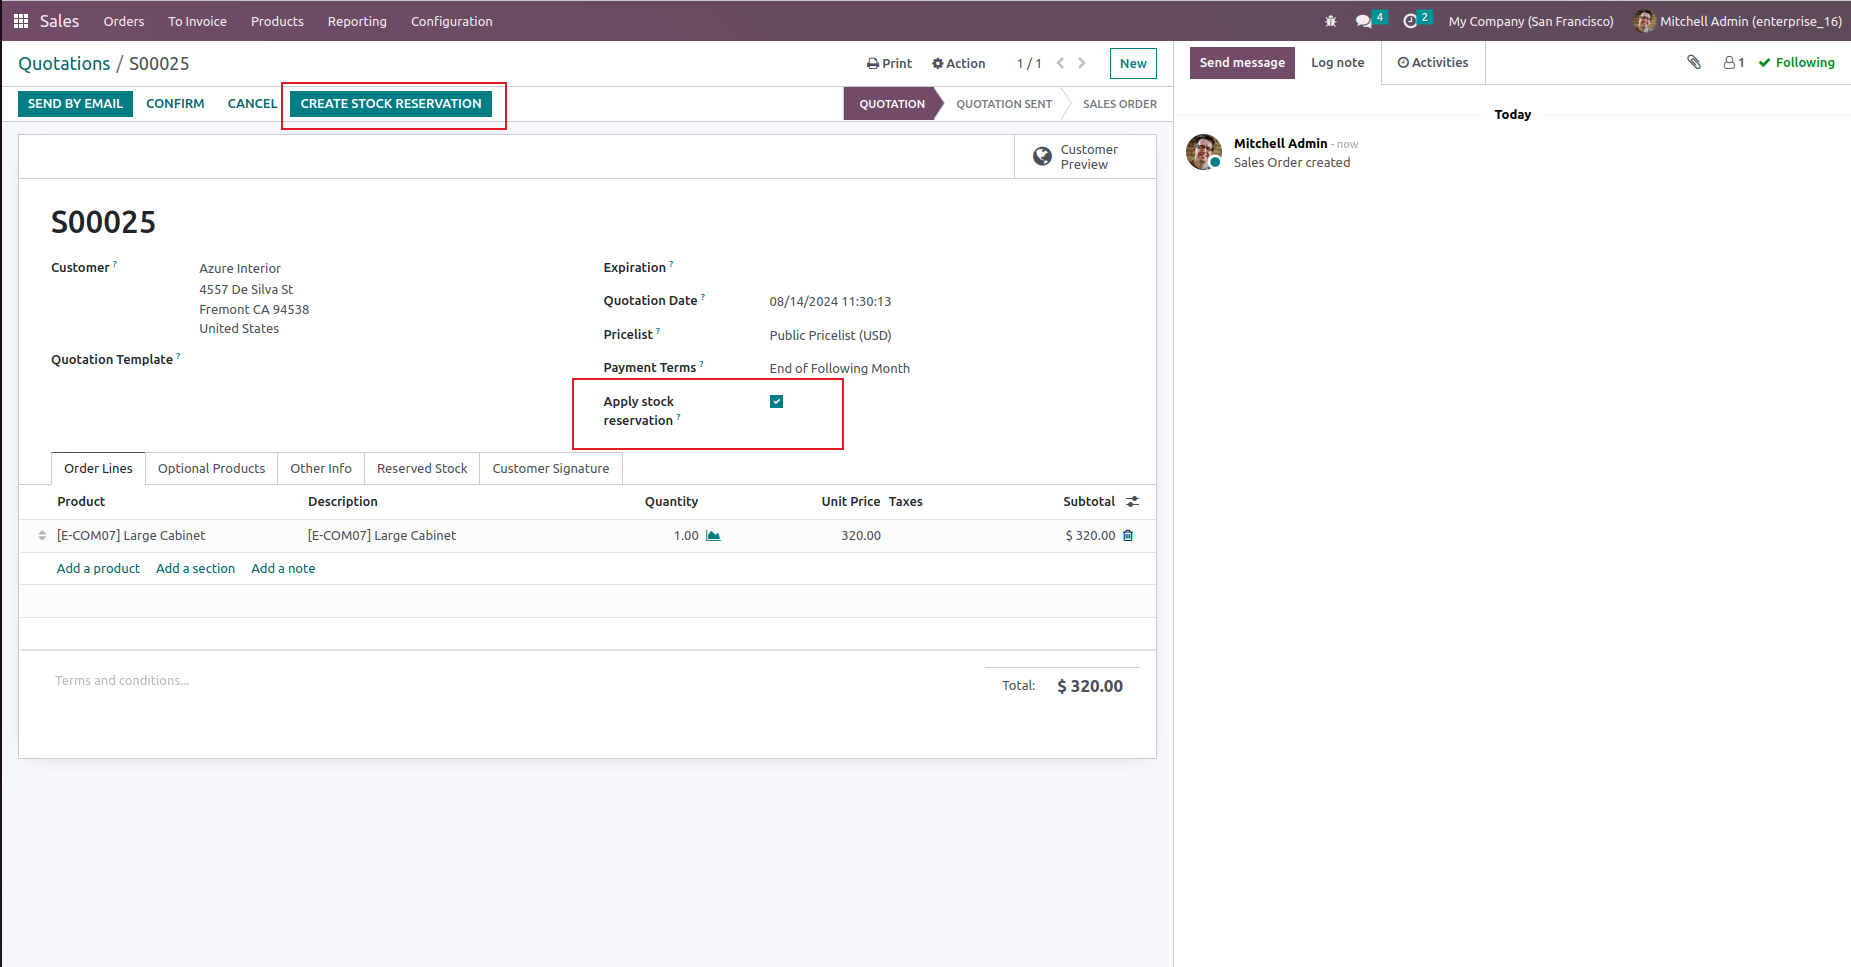 Sales Orders To Invoice Products Reporting Configuration 4 2 My Company (San Francisco) Mitchell Admin (enterprise_16)
Quotations / S00025 Print Action 1 / 1 New
SEND BY EMAIL CONFIRM CANCEL CREATE STOCK RESERVATION QUOTATION QUOTATION SENT SALES ORDER
Customer
Preview
S00025
Customer ? Azure Interior
4557 De Silva St
Fremont CA 94538
United States
Quotation Template ?
Expiration ?
Quotation Date ? 08/14/2024 11:30:13
Pricelist ? Public Pricelist (USD)
Payment Terms ? End of Following Month
Apply stock
reservation ?
Order Lines Optional Products Other Info Reserved Stock Customer Signature
Product Description Quantity Unit Price Taxes Subtotal
[E-COM07] Large Cabinet [E-COM07] Large Cabinet 1.00 320.00 $ 320.00
Add a product Add a section Add a note
Terms and conditions...
Total: $ 320.00
Send message Log note Activities 1 Following
Today
Mitchell Admin - now
Sales Order created